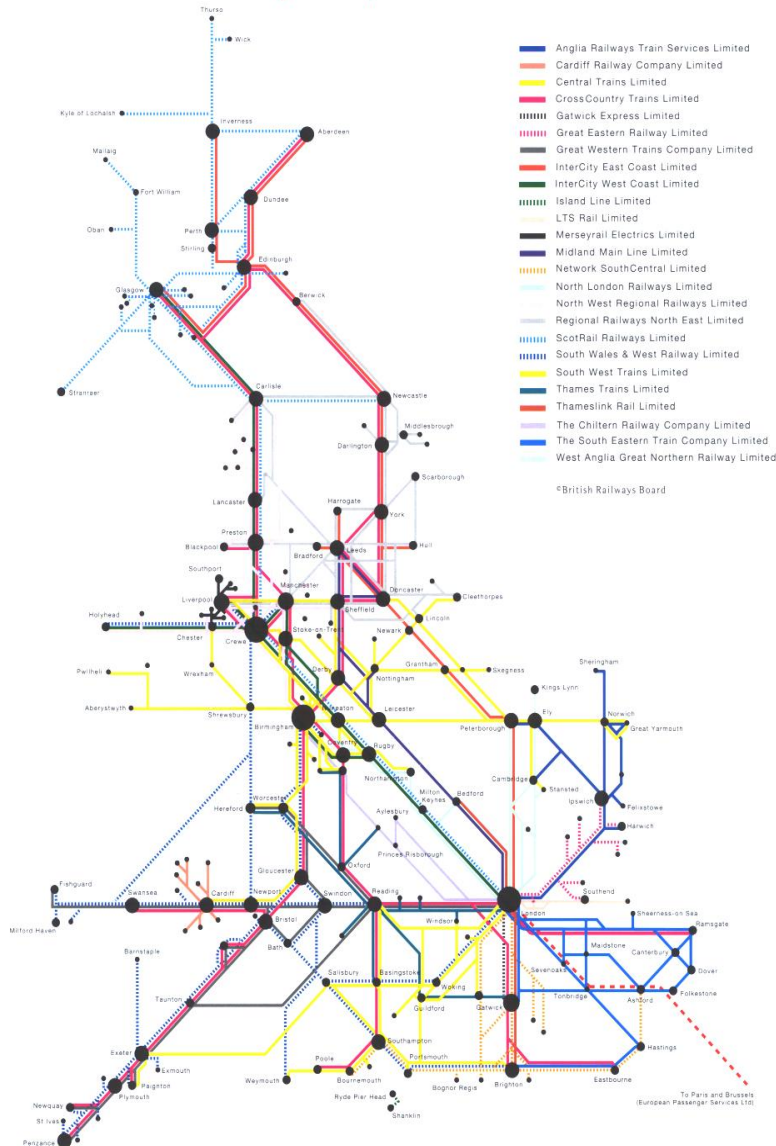 Thurso
Wick
Kyle of Lochalsh
Inverness
Aberdeen
Mallaig
Fort William
Dundee
Oban
Perth
Stirling
Edinburgh
Glasgow
Berwick
Stranraer
Carlisle
Newcastle
Middlesbrough
Darlington
Scarborough
Lancaster
Harrogate
York
Preston
Blackpool
Bradford
Leeds
Hull
Southport
Manchester
Liverpool
Doncaster
Cleethorpes
Sheffield
Holyhead
Stoke-on-Trent
Lincoln
Chester
Crewe
Newark
Wrexham
Derby
Nottingham
Grantham
Skegness
Sheringham
Pwllheli
Kings Lynn
Aberystwyth
Shrewsbury
Birmingham
Nuneaton
Leicester
Peterborough
Ely
Norwich
Great Yarmouth
Coventry
Rugby
Northampton
Cambridge
Stansted
Ipswich
Worcester
Hereford
Milton
Keynes
Bedford
Felixstowe
Aylesbury
Harwich
Princes Risborough
Oxford
Gloucester
Fishguard
Swansea
Cardiff
Newport
Swindon
Reading
London
Southend
Windsor
Sheerness-on Sea
Ramsgate
Milford Haven
Bristol
Bath
Maidstone
Canterbury
Barnstaple
Salisbury
Basingstoke
Woking
Sevenoaks
Dover
Taunton
Guildford
Gatwick
Tonbridge
Ashford
Folkestone
Southampton
Exeter
Exmouth
Poole
Portsmouth
Hastings
Paignton
Weymouth
Bournemouth
Bognor Regis
Brighton
Eastbourne
Plymouth
Newquay
Ryde Pier Head
Shanklin
St Ivas
Penzance
To Paris and Brussels
(European Passenger Services Ltd)
Anglia Railways Train Services Limited
Cardiff Railway Company Limited
Central Trains Limited
CrossCountry Trains Limited
Gatwick Express Limited
Great Eastern Railway Limited
Great Western Trains Company Limited
InterCity East Coast Limited
InterCity West Coast Limited
Island Line Limited
LTS Rail Limited
Merseyrail Electrics Limited
Midland Main Line Limited
Network SouthCentral Limited
North London Railways Limited
North West Regional Railways Limited
Regional Railways North East Limited
ScotRail Railways Limited
South Wales & West Railway Limited
South West Trains Limited
Thames Trains Limited
Thameslink Rail Limited
The Chiltern Railway Company Limited
The South Eastern Train Company Limited
West Anglia Great Northern Railway Limited
©British Railways Board